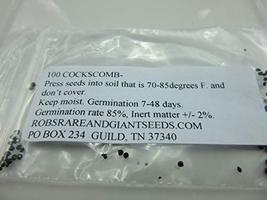 100 COCKSCOMB-
Press seeds into soil that is 70-85degrees F. and
don't cover.
Keep moist. Germination 7-48 days.
Germination rate 85%, Inert matter +/- 2%.
ROBSRAREANDGIANTSEEDS.COM
PO BOX 234 GUILD, TN 37340